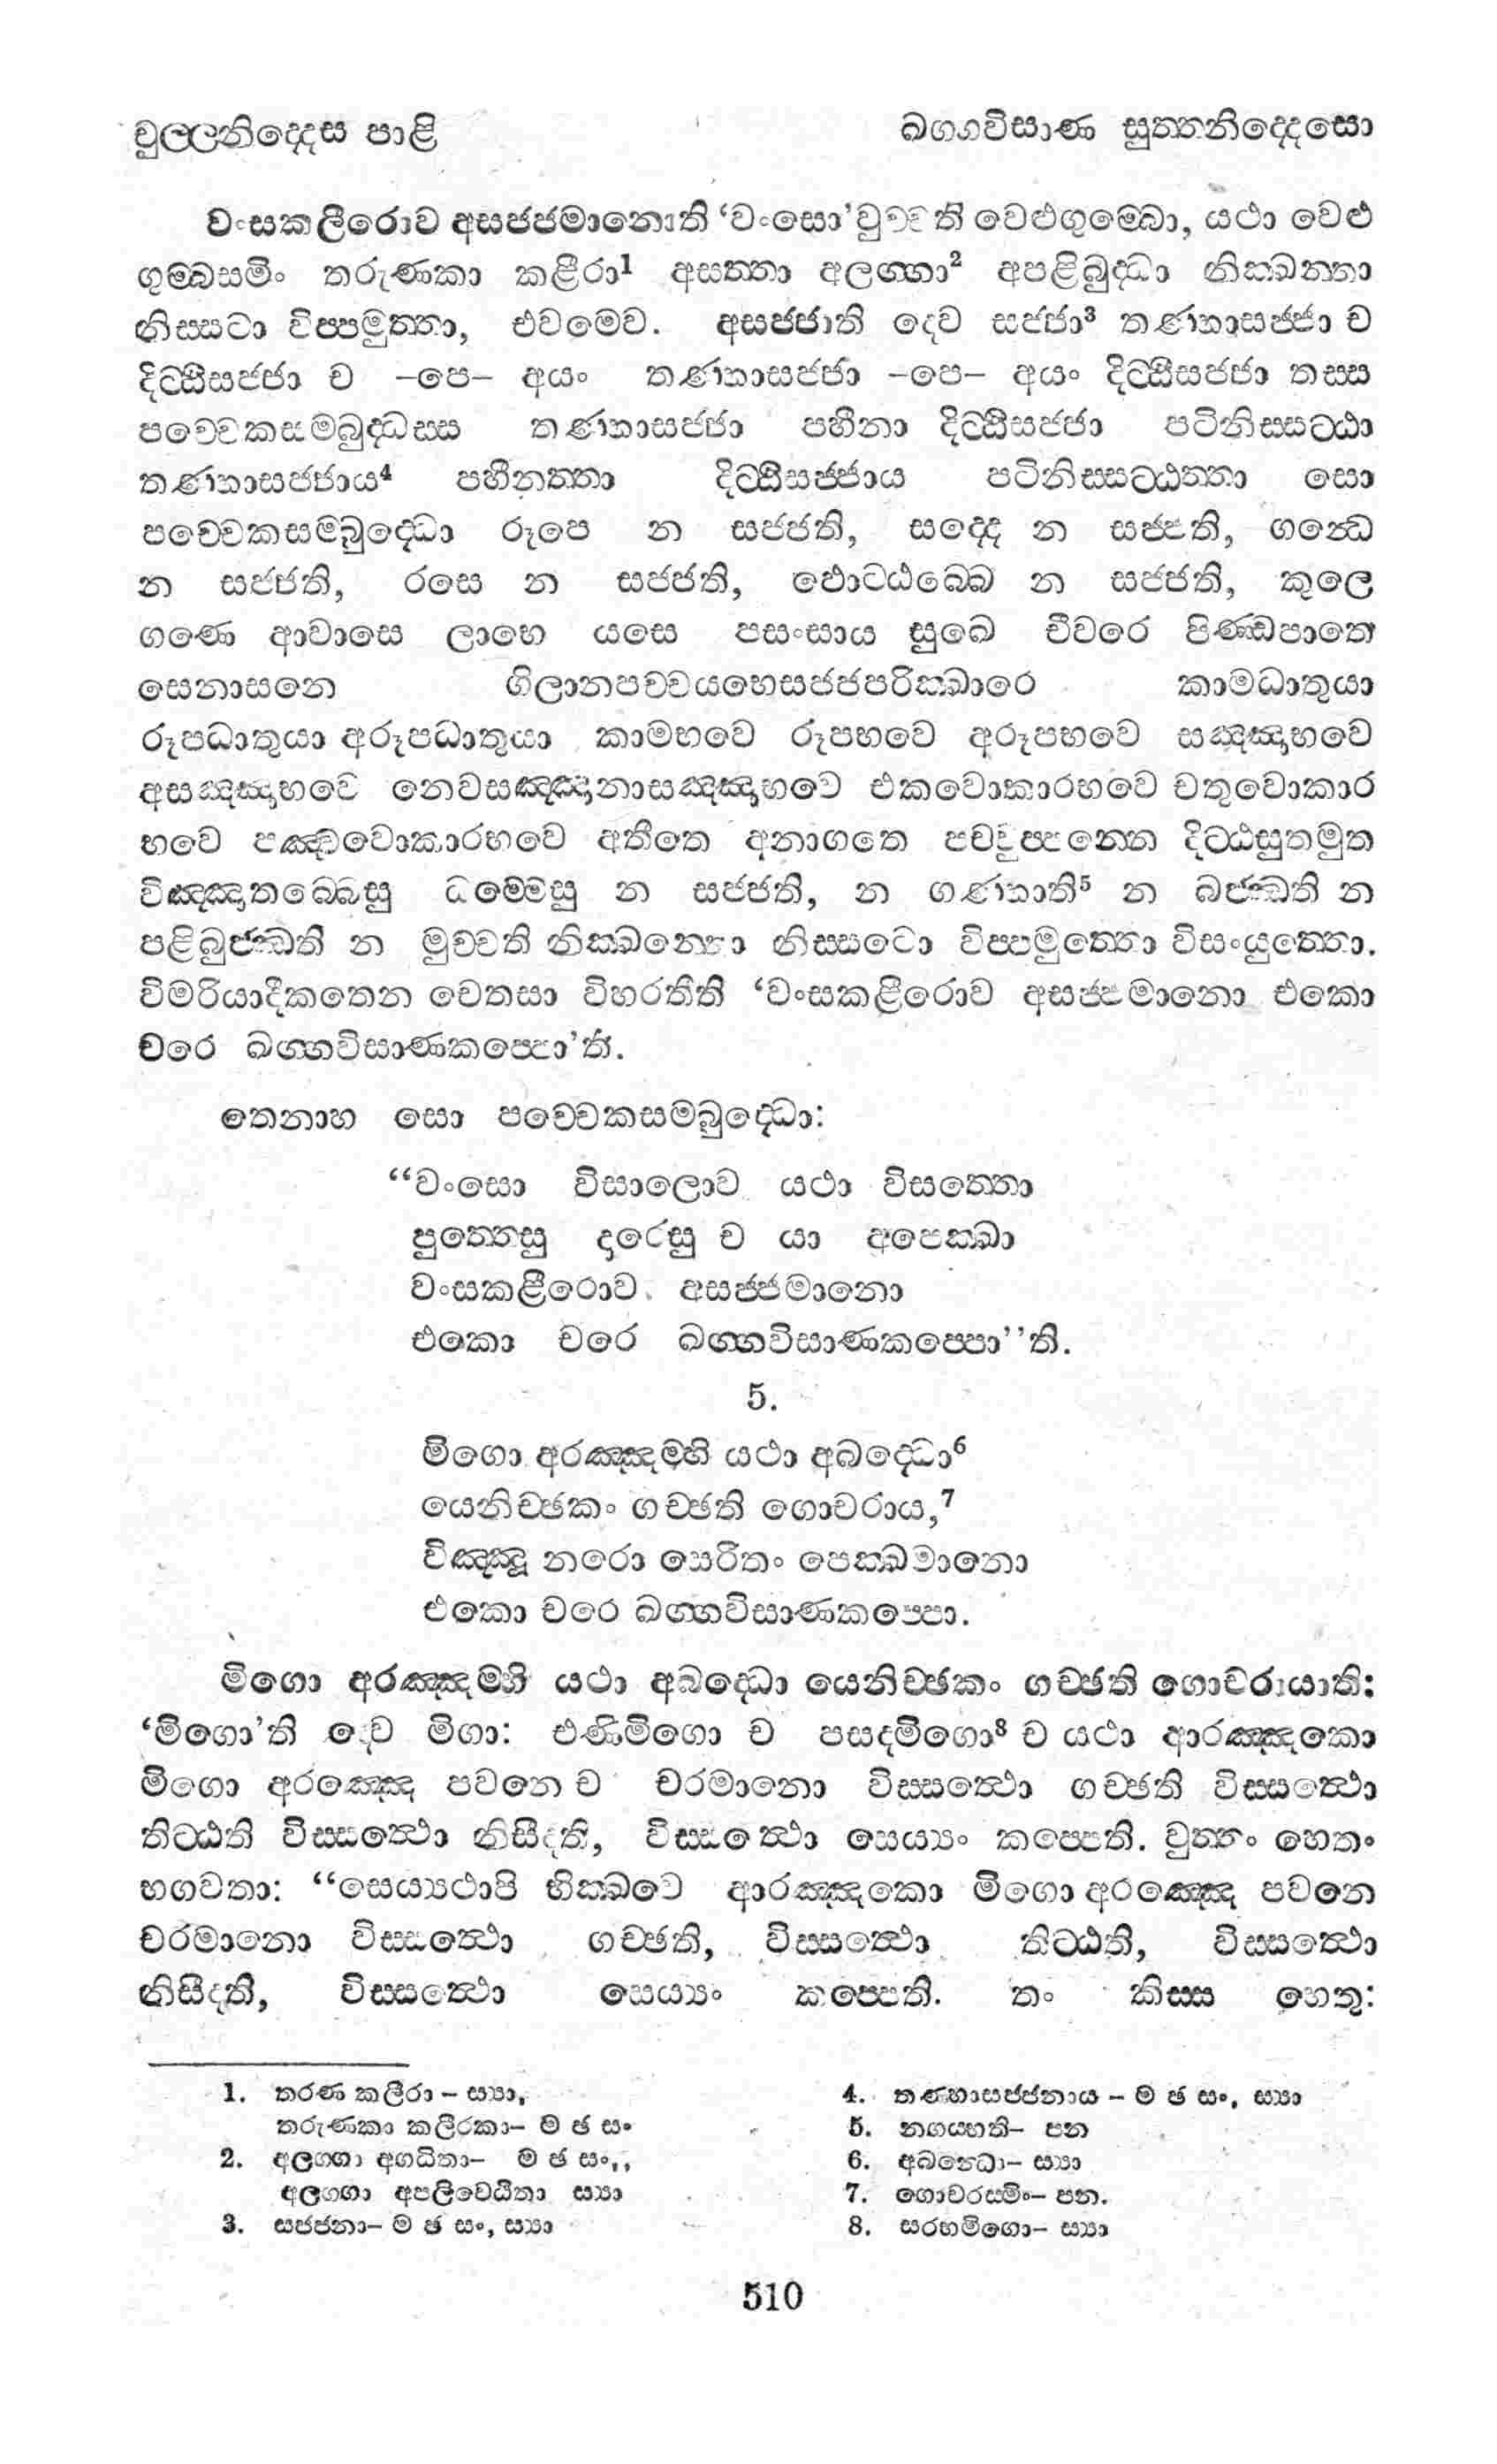 චුල්ලනිද්දෙස පාළි
ඛග්ගවිසාණ සුත්තනිද්දෙසො
වංසකලීරොව අසජ්ජමානොති ‘වංසො’වුච්චති වෙළුගුම්බො, යථා වෙළු
ගුම්බස්මිං තරුණකා කළීරා1 අසත්තා අලග්ගා2 අපළිබුද්ධා නික්ඛන්තා
නිස්සටා විප්පමුත්තා, එවමෙව. අසජ්ජාති ද්වෙ සජ්ජා3 තණ්හාසජ්ජා ච
දිට්ඨිසජ්ජා ච –පෙ– අයං තණ්හාසජ්ජා –පෙ– අයං දිට්ඨිසජ්ජා තස්ස
පච්චෙකසම්බුද්ධස්ස තණ්හාසජ්ජා පහීනා දිට්ඨිසජ්ජා පටිනිස්සට්ඨා
තණ්හාසජ්ජාය4 පහීනත්තා දිට්ඨිසජ්ජාය පටිනිස්සට්ඨත්තා සො
පච්චෙකසම්බුද්ධො රූපෙ න සජ්ජති, සද්දෙ න සජ්ජති, ගන්ධෙ
න සජ්ජති, රසෙ න සජ්ජති, ඵොට්ඨබ්බෙ න සජ්ජති, කුලෙ
ගණෙ ආවාසෙ ලාභෙ යසෙ පසංසාය සුඛෙ චීවරෙ පිණ්ඩපාතෙ
සෙනාසනෙ ගිලානපච්චයභෙසජ්ජපරික්ඛාරෙ කාමධාතුයා
රූපධාතුයා අරූපධාතුයා කාමභවෙ රූපභවෙ අරූපභවෙ සඤ්ඤාභවෙ
අසඤ්ඤාභවෙ නෙවසඤ්ඤානාසඤ්ඤාභවෙ එකවොකාරභවෙ චතුවොකාර
භවෙ පඤ්චවොකාරභවෙ අතීතෙ අනාගතෙ පච්චුප්පන්නෙ දිට්ඨසුතමුත
විඤ්ඤාතබ්බෙසු ධම්මෙසු න සජ්ජති, න ගණ්හාති5 න බජ්ඣති න
පළිබුජ්ඣති න මුච්චති නික්ඛන්තො නිස්සටො විප්පමුත්තො විසංයුත්තො.
විමරියාදීකතෙන චෙතසා විහරතීති ‘වංසකළීරොව අසජ්ජමානො එකො
චරෙ ඛග්ගවිසාණකප්පො’ති.
තෙනාහ සො පච්චෙකසම්බුද්ධො:
“වංසො විසාලොව යථා විසත්තො
පුත්තෙසු දාරෙසු ච යා අපෙක්ඛා
වංසකළීරොව අසජ්ජමානො
එකො චරෙ ඛග්ගවිසාණකප්පො’’ති.
5.
මිගො අරඤ්ඤම්හි යථා අබද්ධො6
යෙනිච්ඡකං ගච්ඡති ගොචරාය,7
විඤ්ඤූ නරො සෙරිතං පෙක්ඛමානො
එකො චරෙ ඛග්ගවිසාණකප්පො.
මිගො අරඤ්ඤම්හි යථා අබද්ධො යෙනිච්ඡකං ගච්ඡති ගොචරායාති:
‘මිගො’ති ද්වෙ මිගා: එණිමිගො ච පසදමිගො8 ච යථා ආරඤ්ඤකො
මිගො අරඤ්ඤෙ පවනෙ ච චරමානො විස්සත්ථො ගච්ඡති විස්සත්ථො
තිට්ඨති විස්සත්ථො නිසීදති, විස්සත්ථො සෙය්‍යං කප්පෙති. වුත්තං හෙතං
භගවතා: “සෙය්‍යථාපි භික්ඛවෙ ආරඤ්ඤකො මිගො අරඤ්ඤෙ පවනෙ
චරමානො විස්සත්ථො ගච්ඡති, විස්සත්ථො තිට්ඨති, විස්සත්ථො
නිසීදති, විස්සත්ථො සෙය්‍යං කප්පෙති. තං කිස්ස හෙතු:
1. තරණ කලීරා – ස්‍යා,
තරුණකා කලීරකා– ම ඡ සං
2. අලග්ගා අගධිතා– ම ඡ සං,,
අලග්ගා අපලිවෙඨිතා ස්‍යා
3. සජ්ජනා– ම ඡ සං, ස්‍යා
4. තණ්හාසජ්ජනාය – ම ඡ සං, ස්‍යා
5. නගය්හති– පන
6. අබන්ධො– ස්‍යා
7. ගොචරස්මිං– පන.
8. සරභමිගො– ස්‍යා
510